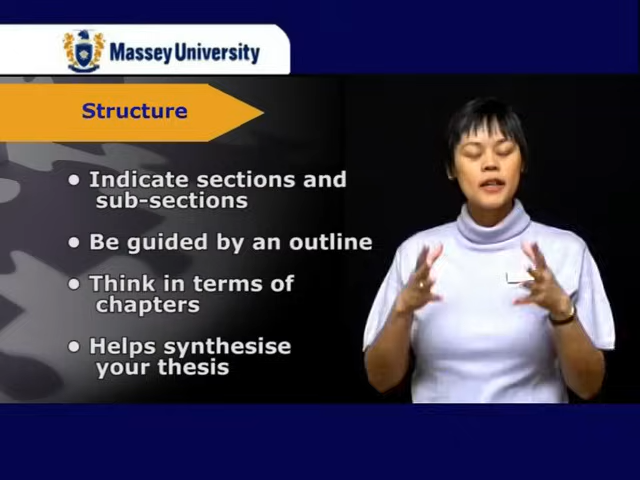 Massey University
Structure
• Indicate sections and
sub-sections
• Be guided by an outline
• Think in terms of
chapters
• Helps synthesise
your thesis